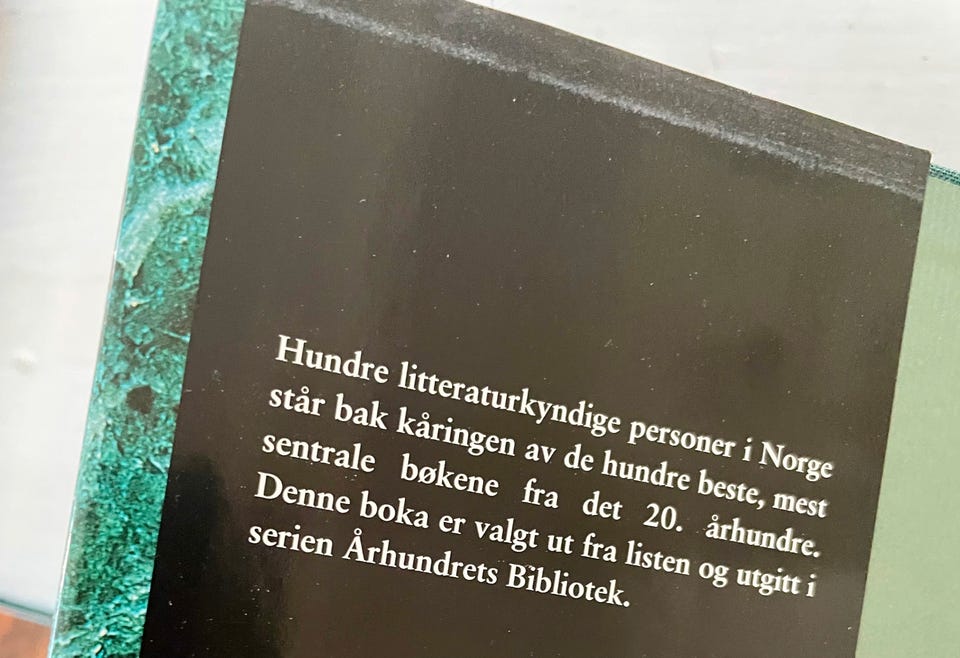 Hundre litteraturkyndige personer i Norge
står bak kåringen av de hundre beste, mest
sentrale bøkene fra det 20. århundre.
Denne boka er valgt ut fra listen og utgitt i
serien Århundrets Bibliotek.